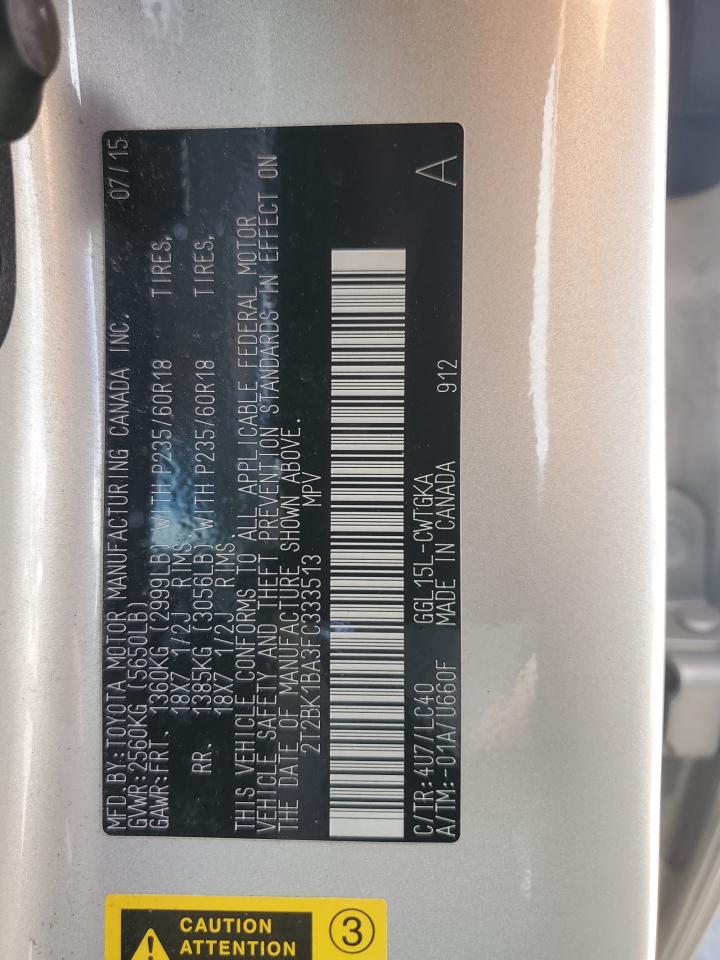 MFD.BY:TOYOTA MOTOR MANUFACTURING CANADA INC. 07/15
GVWR:2560KG (5650LB)
GAWR:FRT. 1360KG (2999LB) WITH P235/60R18 TIRES,
18X7 1/2J RIMS.
RR. 1385KG (3056LB) WITH P235/60R18 TIRES,
18X7 1/2J RIMS.
THIS VEHICLE CONFORMS TO ALL APPLICABLE FEDERAL MOTOR
VEHICLE SAFETY AND THEFT PREVENTION STANDARDS IN EFFECT ON
THE DATE OF MANUFACTURE SHOWN ABOVE.
2T2BK1BA3FC333513 MPV
C/TR:4U7/LC40 GGL15L-CWTGKA A
A/TM:-01A/U660F MADE IN CANADA 912
CAUTION
ATTENTION
3